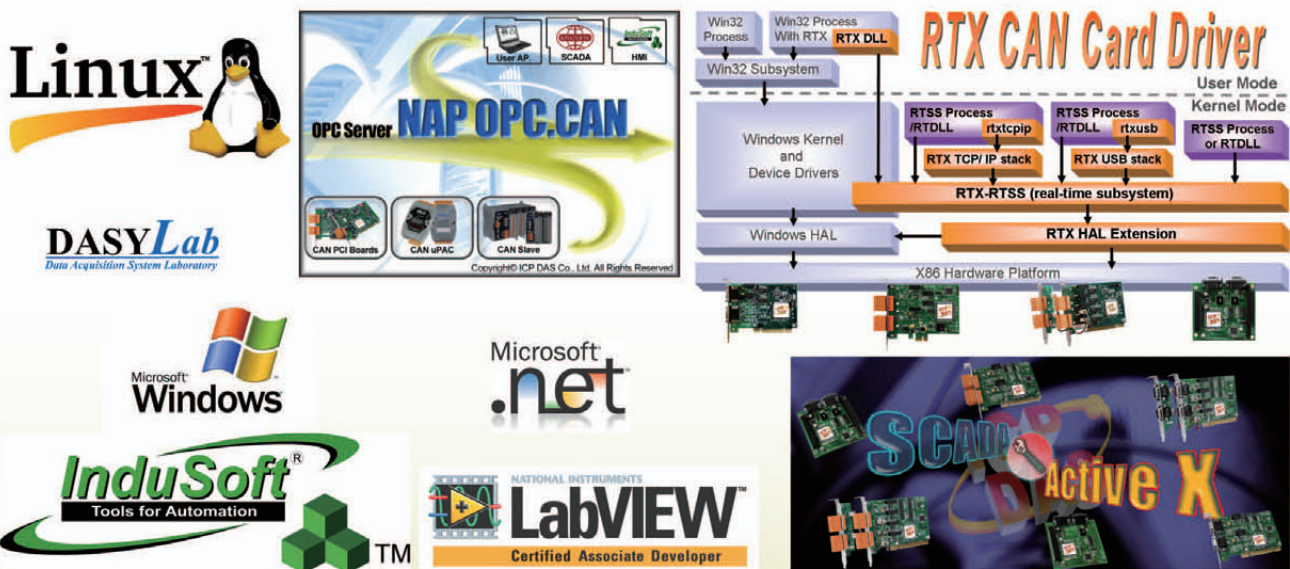 Linux™
DASYLab
Data Acquisition System Laboratory
Microsoft®
Windows
InduSoft®
Tools for Automation
TM
User AP.
SCADA
InduSoft
HMI
OPC Server NAP OPC.CAN
CAN PCI Boards
CAN uPAC
CAN Slave
Copyright© ICP DAS Co., Ltd. All Rights Reserved
Microsoft®
.net™
NATIONAL INSTRUMENTS
LabVIEW™
Certified Associate Developer
RTX CAN Card Driver
Win32
Process
Win32 Process
With RTX
RTX DLL
Win32 Subsystem
User Mode
Kernel Mode
Windows Kernel
and
Device Drivers
RTSS Process
/RTDLL
rtxtcpip
RTX TCP/ IP stack
RTSS Process
/RTDLL
rtxusb
RTX USB stack
RTSS Process
or RTDLL
RTX-RTSS (real-time subsystem)
Windows HAL
RTX HAL Extension
X86 Hardware Platform
SCADA
Active X